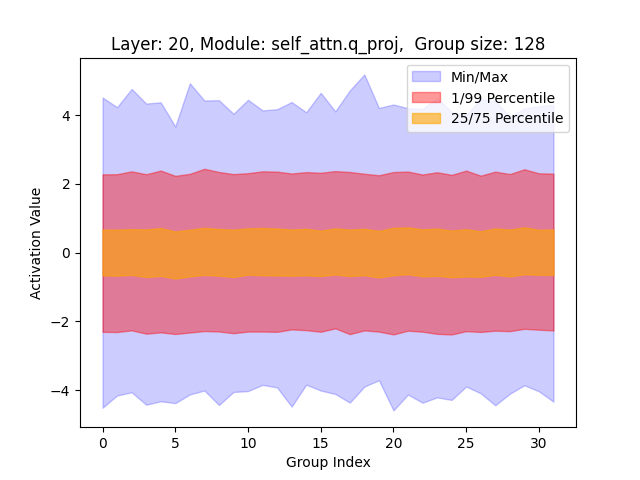 Layer: 20, Module: self_attn.q_proj,  Group size: 128
Min/Max
1/99 Percentile
25/75 Percentile
Activation Value
4
2
0
−2
−4
0
5
10
15
20
25
30
Group Index